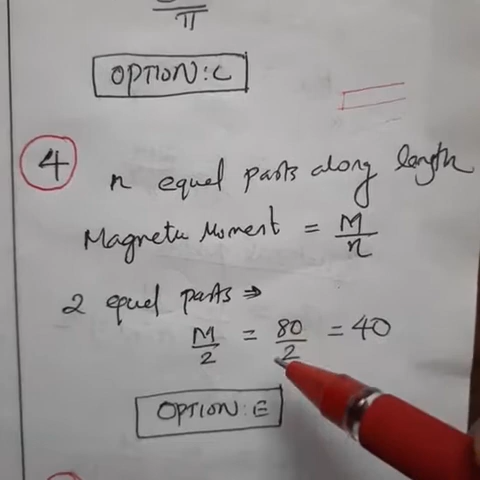 π
OPTION: C
4
n equal parts along length
Magnetic Moment = M/n
2 equal parts ⇒
M/2 = 80/2 = 40
OPTION: E